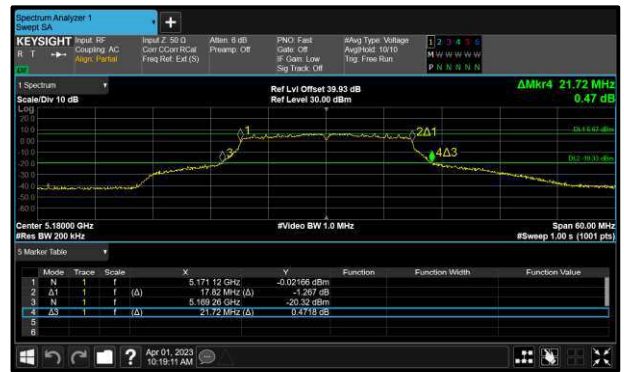 Spectrum Analyzer 1
Swept SA
+
KEYSIGHT Input: RF Input Z: 50 Ω Atten: 6 dB PNO: Fast #Avg Type: Voltage 1 2 3 4 5 6
R T Coupling: AC Corr CCorr RCal Preamp: Off Gate: Off Avg|Hold: 10/10 M W W W W W
Align: Partial Freq Ref: Ext (S) IF Gain: Low Trig: Free Run
Sig Track: Off P N N N N N
1 Spectrum Ref Lvl Offset 39.93 dB ΔMkr4 21.72 MHz
Scale/Div 10 dB Ref Level 30.00 dBm 0.47 dB
Log
20.0
10.0
0.00
-10.0
-20.0
-30.0
-40.0
-50.0
-60.0
1
2Δ1
3
4Δ3
Center 5.18000 GHz #Video BW 1.0 MHz Span 60.00 MHz
#Res BW 200 kHz #Sweep 1.00 s (1001 pts)
5 Marker Table
Mode Trace Scale X Y Function Function Width Function Value
1 N 1 f 5.171 12 GHz -0.02166 dBm
2 Δ1 1 f (Δ) 17.82 MHz (Δ) -1.267 dB
3 N 1 f 5.169 26 GHz -20.32 dBm
4 Δ3 1 f (Δ) 21.72 MHz (Δ) 0.4718 dB
5
6
? Apr 01, 2023
10:19:11 AM